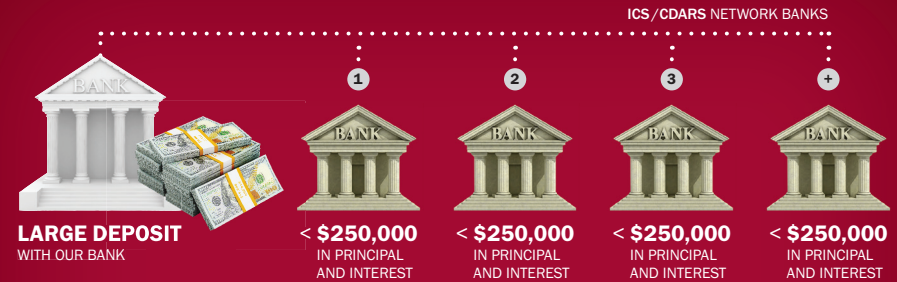 ICS/CDARS NETWORK BANKS
1
2
3
+
BANK
BANK
BANK
BANK
BANK
LARGE DEPOSIT
WITH OUR BANK
< $250,000
IN PRINCIPAL
AND INTEREST
< $250,000
IN PRINCIPAL
AND INTEREST
< $250,000
IN PRINCIPAL
AND INTEREST
< $250,000
IN PRINCIPAL
AND INTEREST